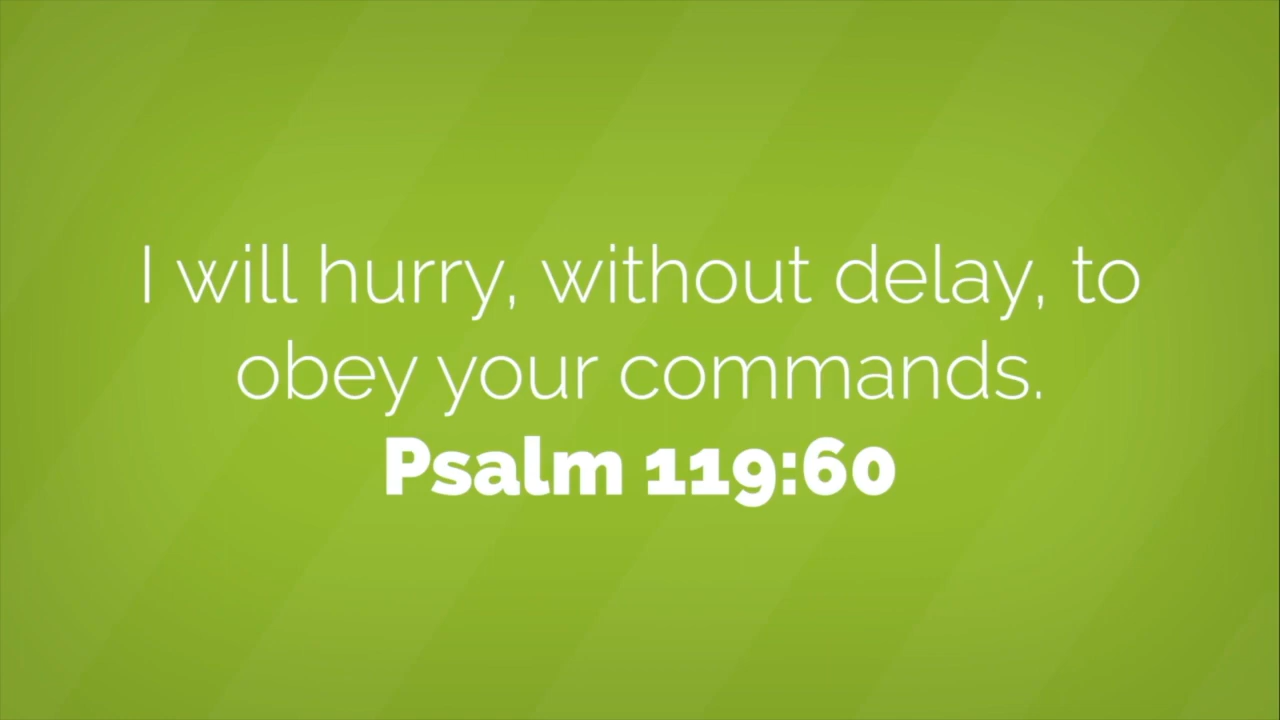 I will hurry, without delay, to
obey your commands.
Psalm 119:60